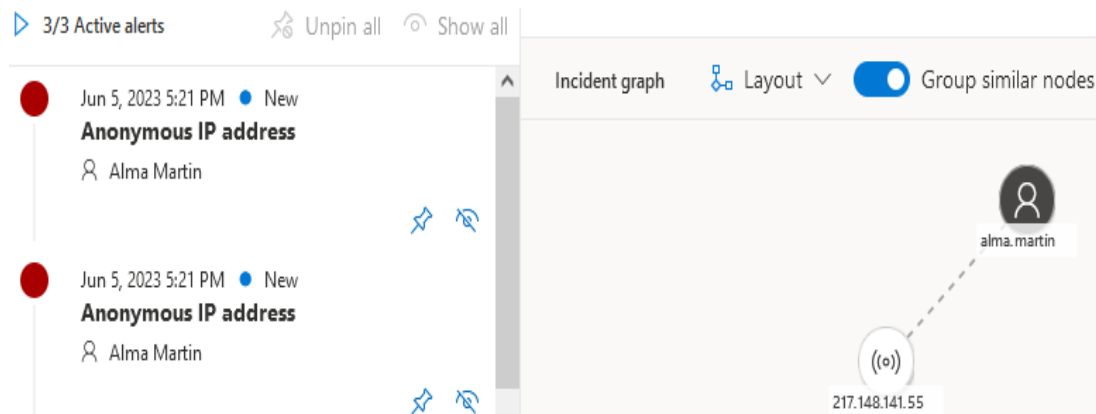 3/3 Active alerts
Unpin all
Show all
Jun 5, 2023 5:21 PM New
Anonymous IP address
Alma Martin
Jun 5, 2023 5:21 PM New
Anonymous IP address
Alma Martin
Incident graph
Layout
Group similar nodes
alma.martin
217.148.141.55